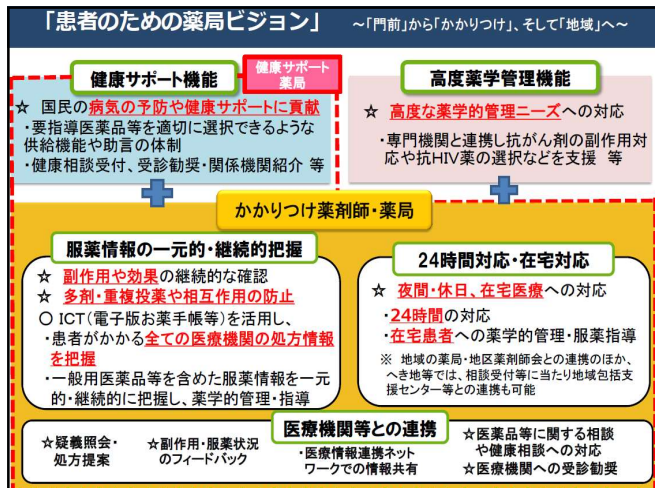 「患者のための薬局ビジョン」 ～「門前」から「かかりつけ」、そして「地域」へ～
健康サポート機能
健康サポート
薬局
☆ 国民の病気の予防や健康サポートに貢献
・要指導医薬品等を適切に選択できるような
供給機能や助言の体制
・健康相談受付、受診勧奨・関係機関紹介 等
高度薬学管理機能
☆ 高度な薬学的管理ニーズへの対応
・専門機関と連携し抗がん剤の副作用対
応や抗HIV薬の選択などを支援 等
かかりつけ薬剤師・薬局
服薬情報の一元的・継続的把握
☆ 副作用や効果の継続的な確認
☆ 多剤・重複投薬や相互作用の防止
○ ICT(電子版お薬手帳等)を活用し、
・患者がかかる全ての医療機関の処方情報
を把握
・一般用医薬品等を含めた服薬情報を一元
的・継続的に把握し、薬学的管理・指導
24時間対応・在宅対応
☆ 夜間・休日、在宅医療への対応
・24時間の対応
・在宅患者への薬学的管理・服薬指導
※ 地域の薬局・地区薬剤師会との連携のほか、
へき地等では、相談受付等に当たり地域包括支
援センター等との連携も可能
医療機関等との連携
☆疑義照会・
処方提案
☆副作用・服薬状況
のフィードバック
・医療情報連携ネット
ワークでの情報共有
☆医薬品等に関する相談
や健康相談への対応
☆医療機関への受診勧奨